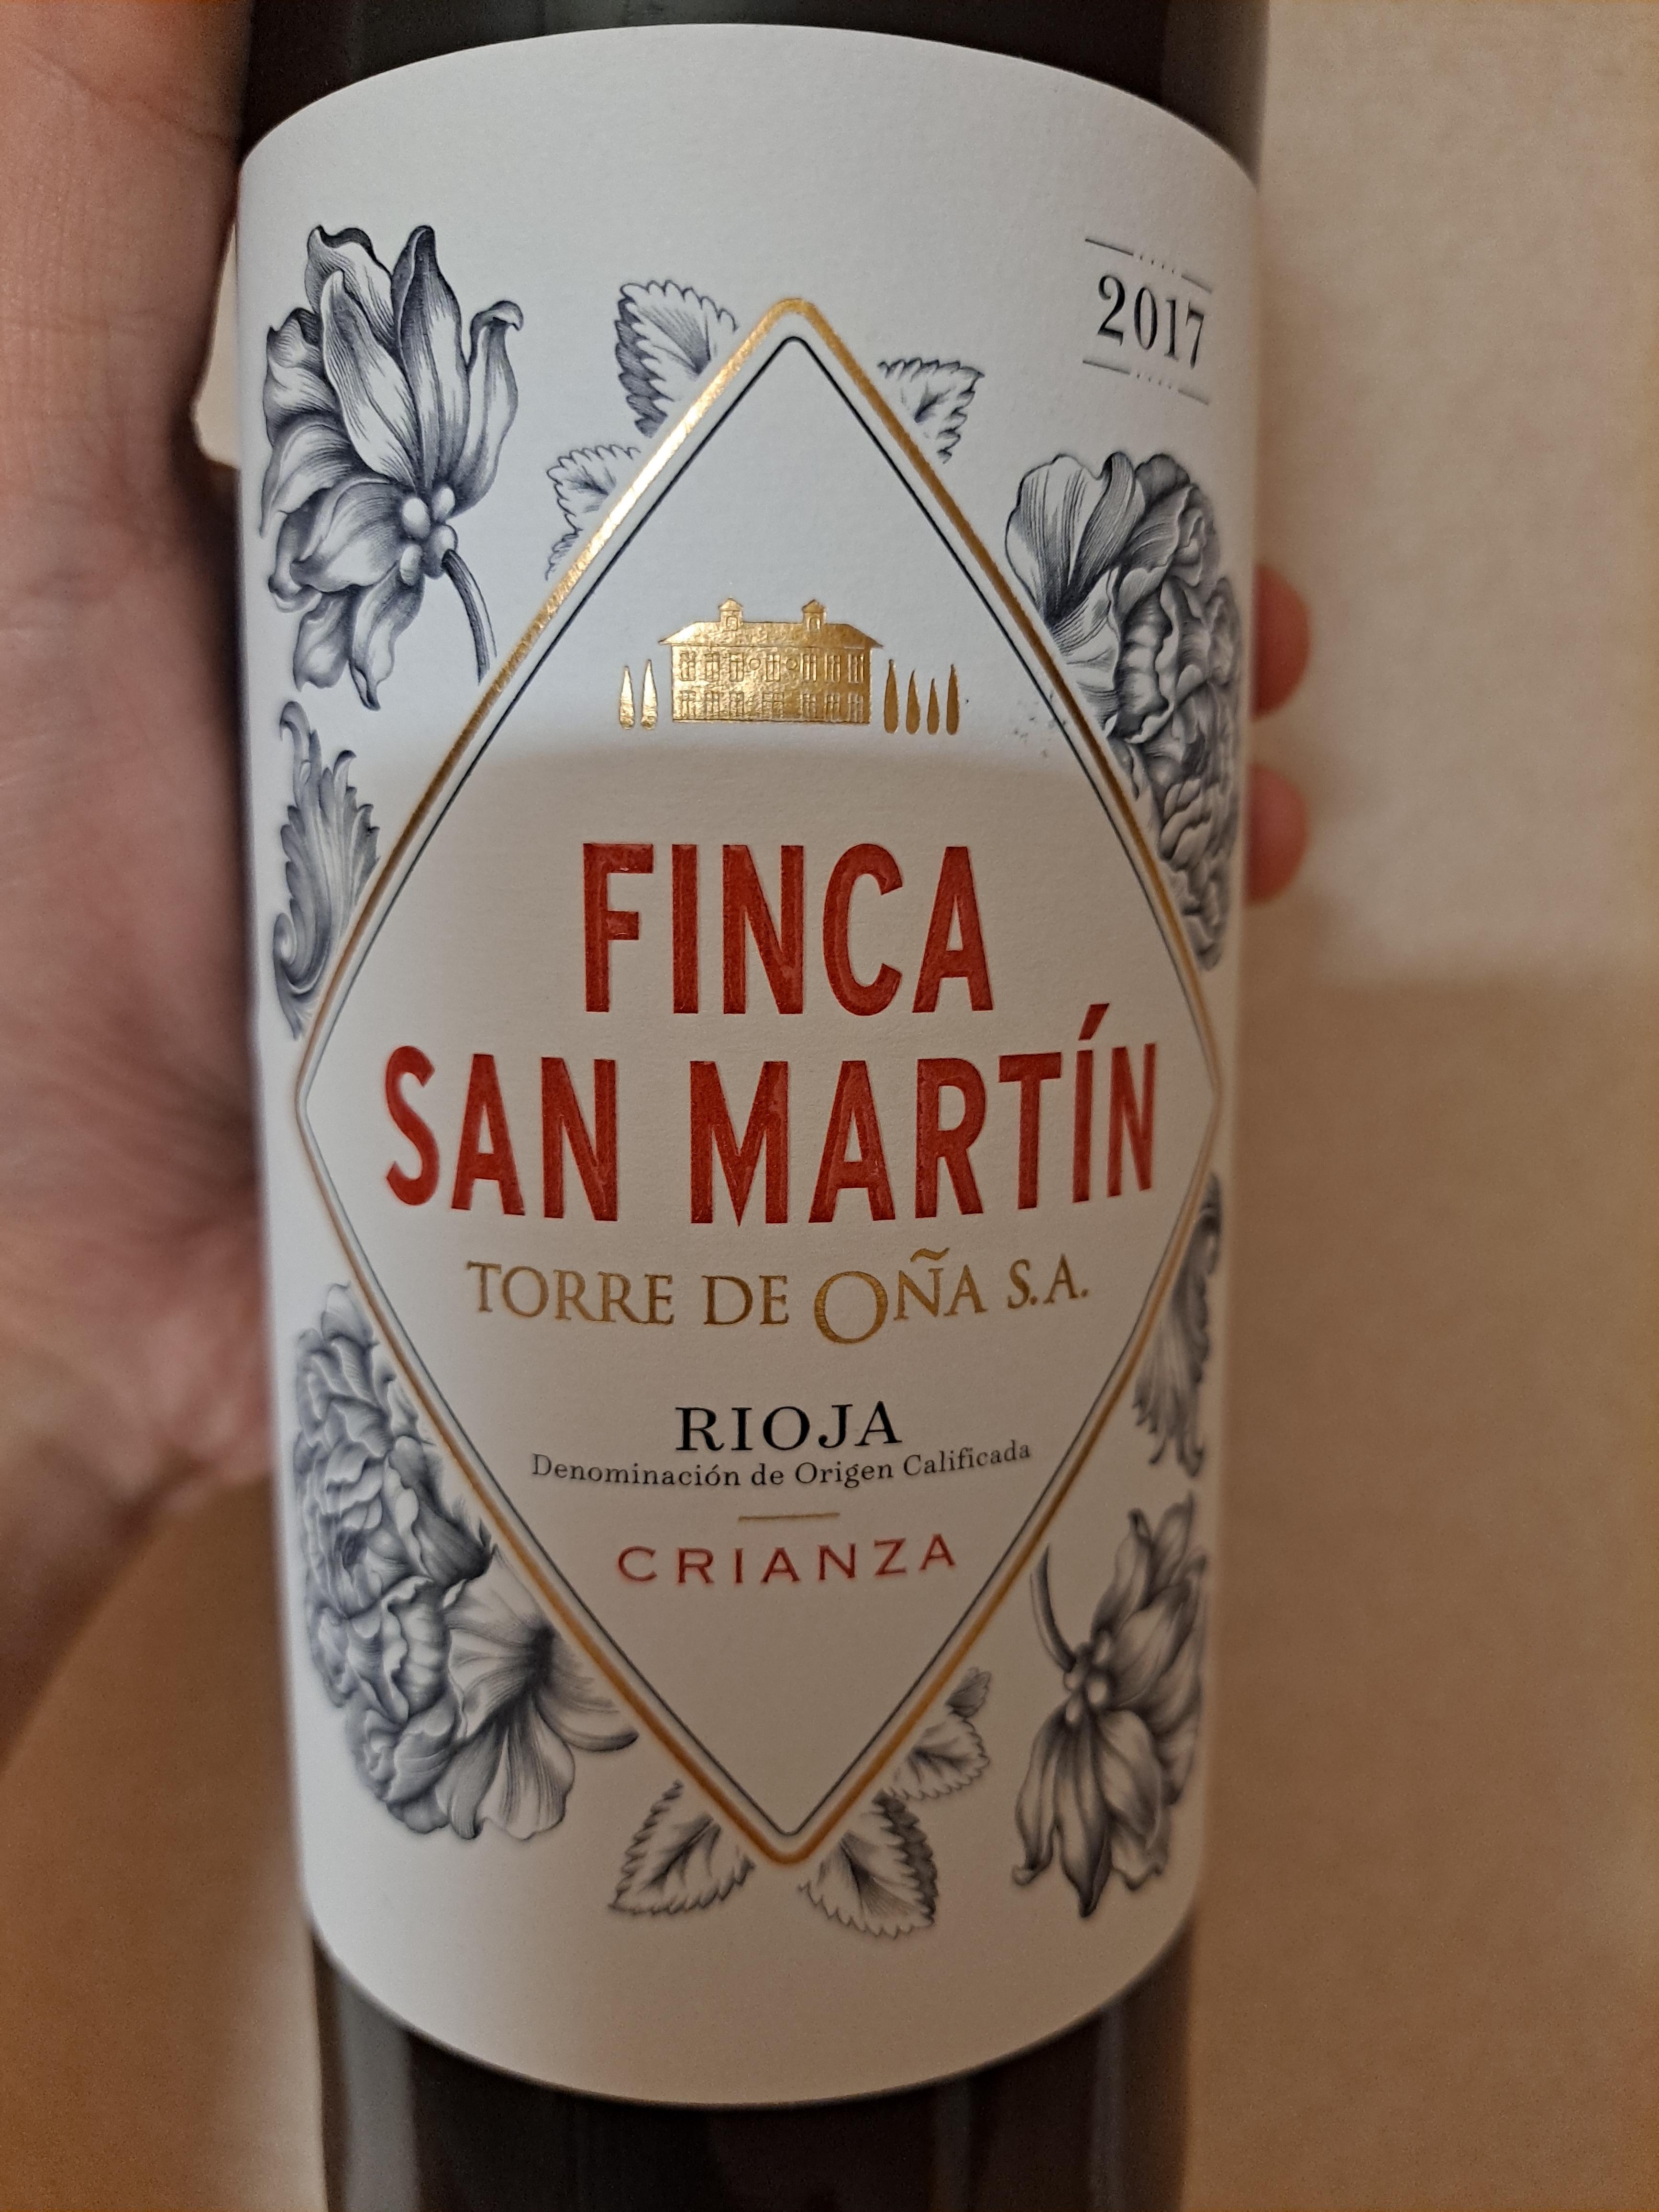 2017
FINCA
SAN MARTÍN
TORRE DE OÑA S.A.
RIOJA
Denominación de Origen Calificada
CRIANZA